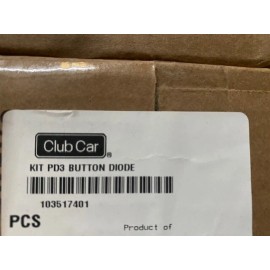 Club Car®
KIT PD3 BUTTON DIODE
103517401
PCS
Product of